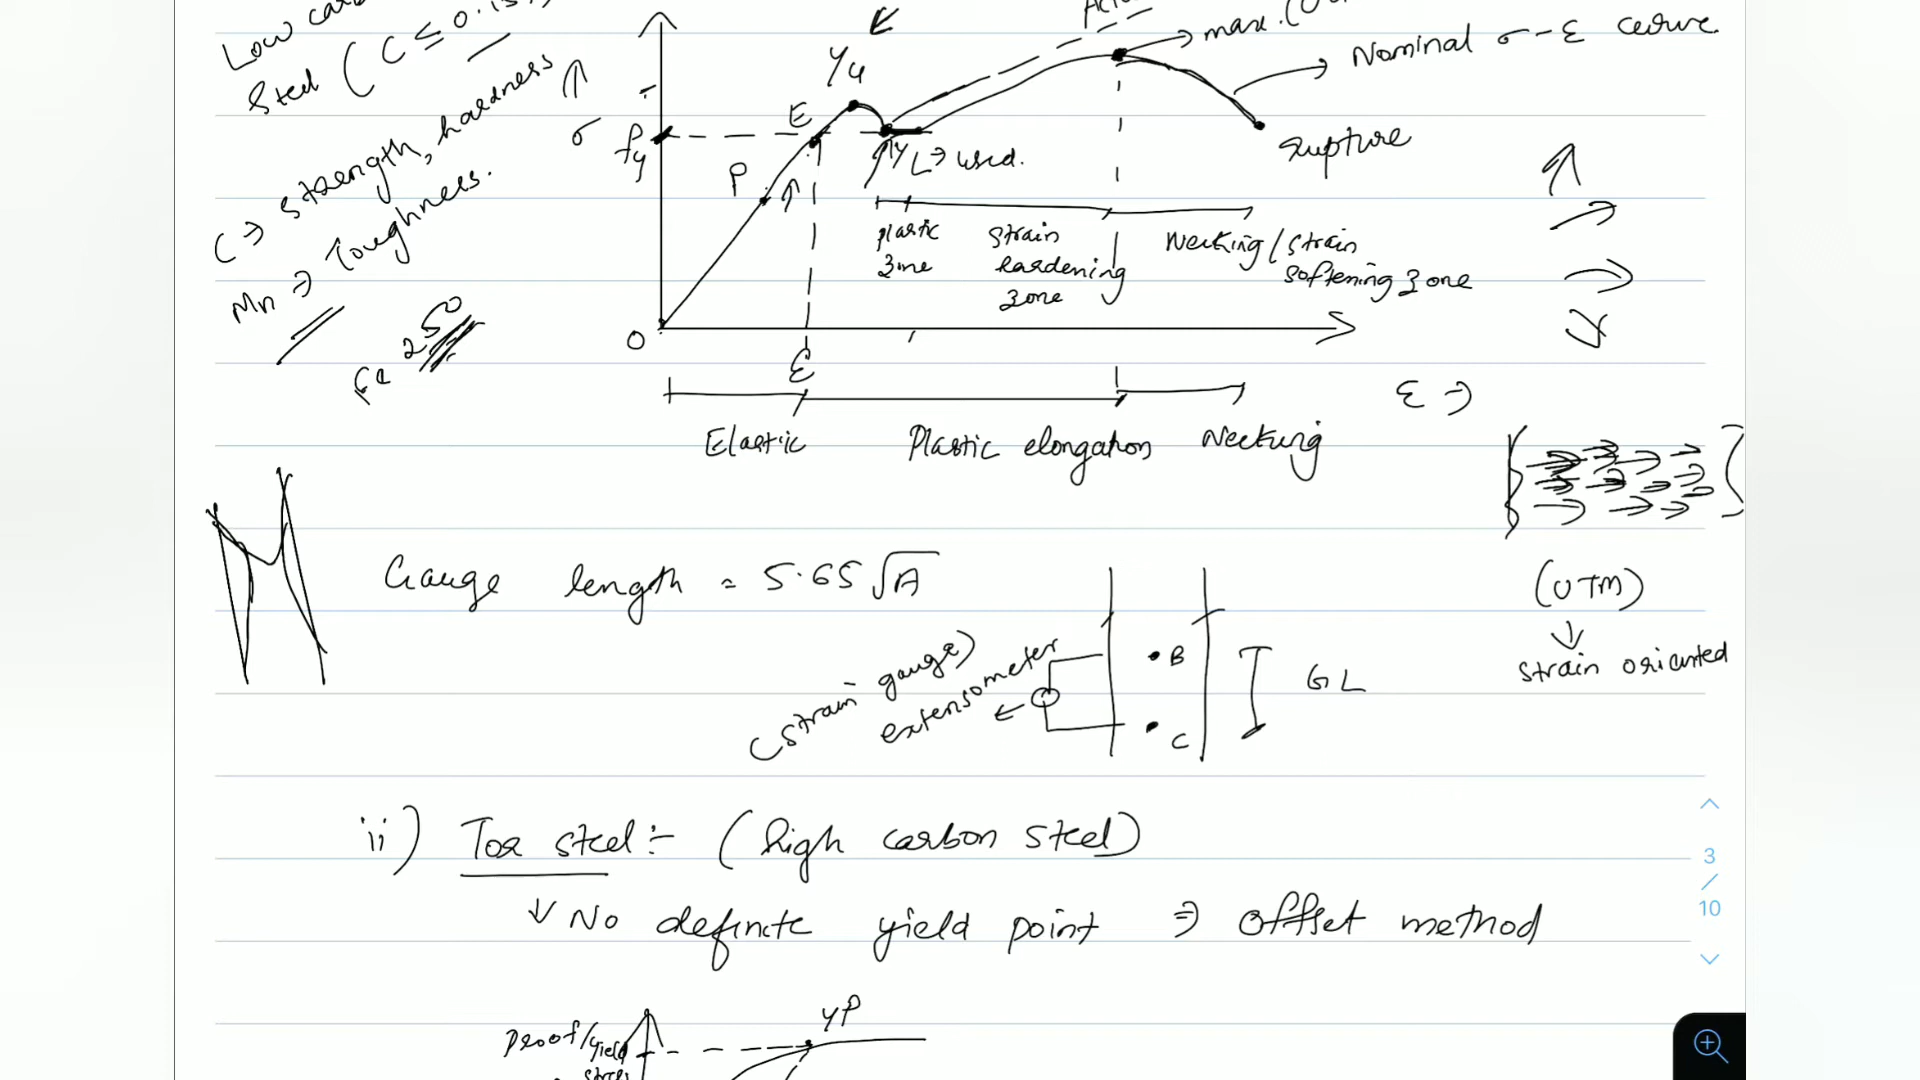 Low
Steel ( C ≤ 0.15
C → strength, hardness
Mn → Toughness.
Fe 250
σ ↑
fy
O
P
E
Yu
YL → used.
max.
Nominal σ-ε curve
rupture
plastic zone
strain hardening zone
Necking / strain softening zone
ε
ε →
Elastic
Plastic elongation
Necking
Gauge length = 5.65 √A
(strain gauge)
extensometer
B
C
GL
(UTM)
↓
strain oriented
ii) Tor steel :- (high carbon steel)
↓ No definite yield point ⇒ offset method
Proof/yield
stress
YP
3
/
10